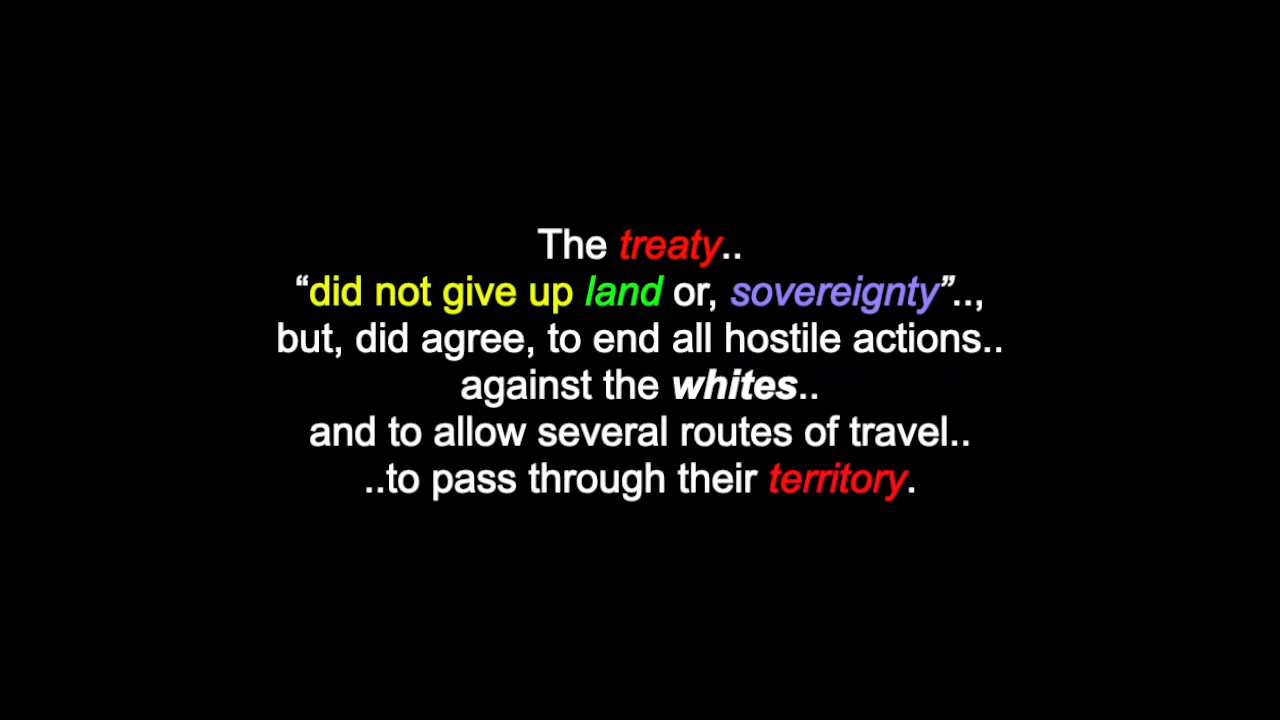 The treaty..
“did not give up land or, sovereignty”..,
but, did agree, to end all hostile actions..
against the whites..
and to allow several routes of travel..
..to pass through their territory.